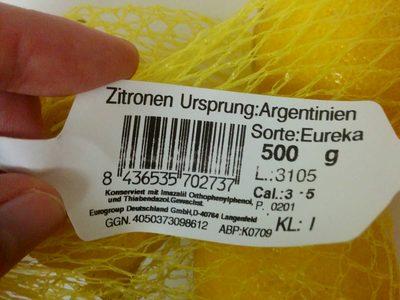 Zitronen Ursprung:Argentinien
Sorte:Eureka
500 g
L.:3105
8 436535 702737
Cal.:3 - 5
Konserviert mit Imazalil Orthophenylphenol,
und Thiabendazol.Gewachst.
P. 0201
Eurogroup Deutschland GmbH,D-40764 Langenfeld
KL: I
GGN. 4050373098612 ABP:K0709